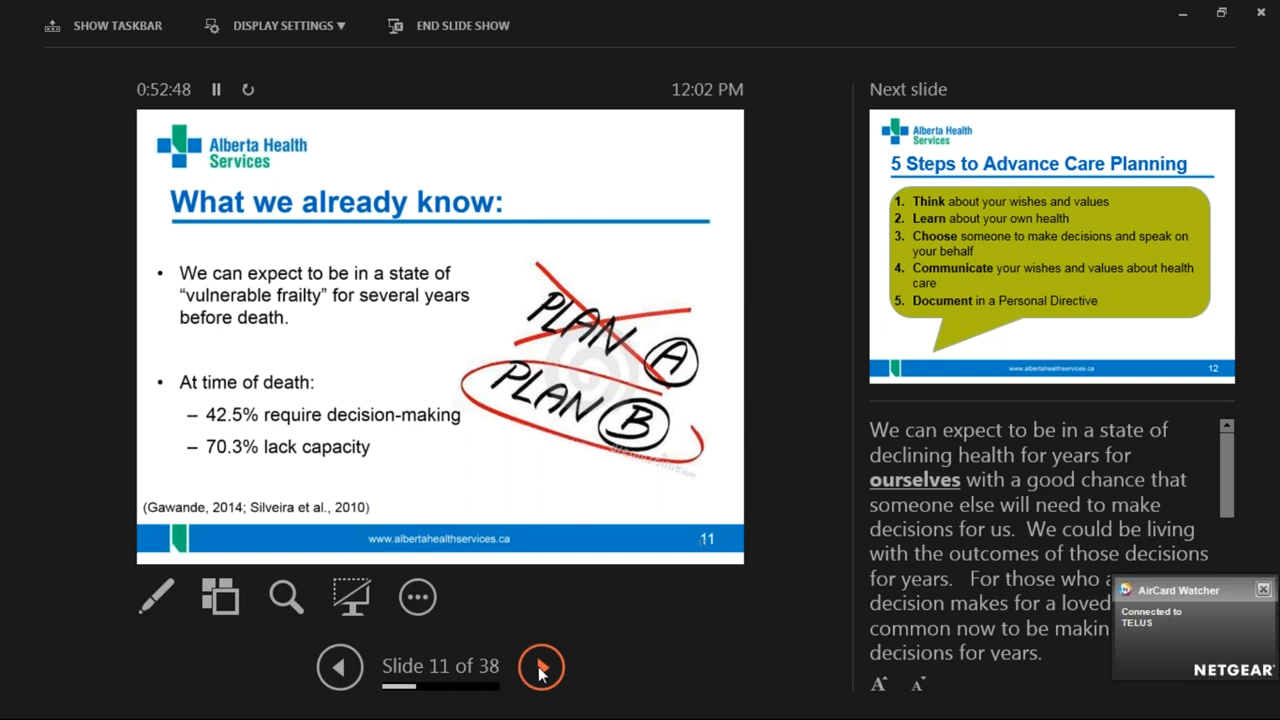 SHOW TASKBAR
DISPLAY SETTINGS ▼
END SLIDE SHOW
0:52:48
12:02 PM
Alberta Health
Services
What we already know:
• We can expect to be in a state of
“vulnerable frailty” for several years
before death.
• At time of death:
– 42.5% require decision-making
– 70.3% lack capacity
(Gawande, 2014; Silveira et al., 2010)
PLAN A
PLAN B
www.albertahealthservices.ca
11
Slide 11 of 38
Next slide
Alberta Health
Services
5 Steps to Advance Care Planning
1. Think about your wishes and values
2. Learn about your own health
3. Choose someone to make decisions and speak on
your behalf
4. Communicate your wishes and values about health
care
5. Document in a Personal Directive
www.albertahealthservices.ca
12
We can expect to be in a state of
declining health for years for
ourselves with a good chance that
someone else will need to make
decisions for us. We could be living
with the outcomes of those decisions
for years. For those who
decision makes for a loved
common now to be makin
decisions for years.
A A
AirCard Watcher
Connected to
TELUS
NETGEAR